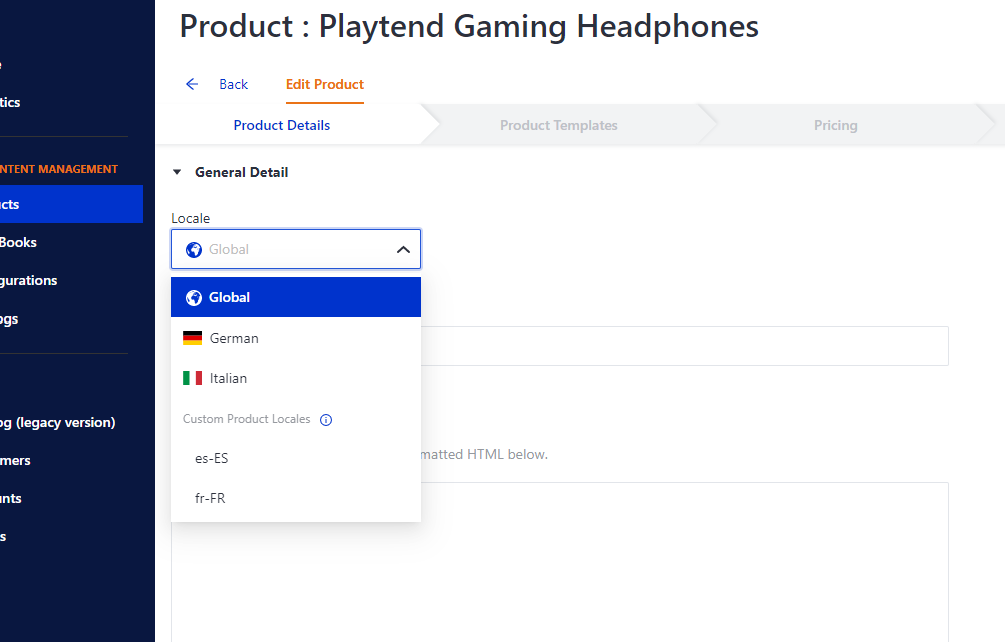 Product : Playtend Gaming Headphones
Back
Edit Product
Product Details
Product Templates
Pricing
tics
NTENT MANAGEMENT
cts
Books
gurations
ogs
og (legacy version)
mers
nts
s
General Detail
Locale
Global
Global
German
Italian
Custom Product Locales
es-ES
fr-FR
matted HTML below.